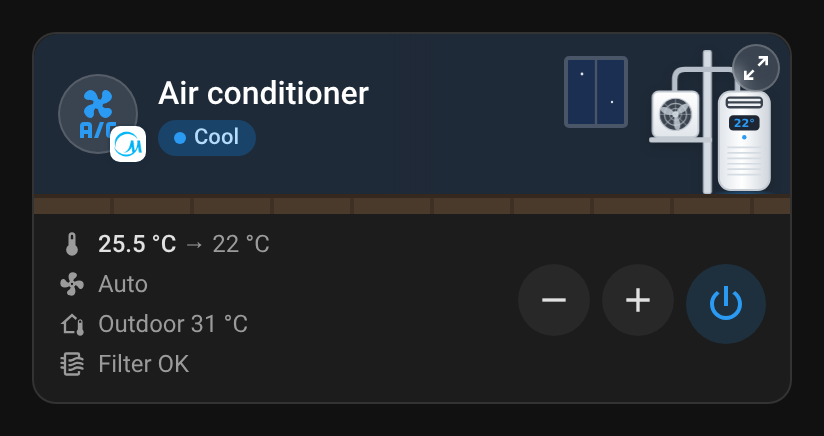 Air conditioner
A/C
Cool
22°
25.5 °C → 22 °C
Auto
Outdoor 31 °C
Filter OK